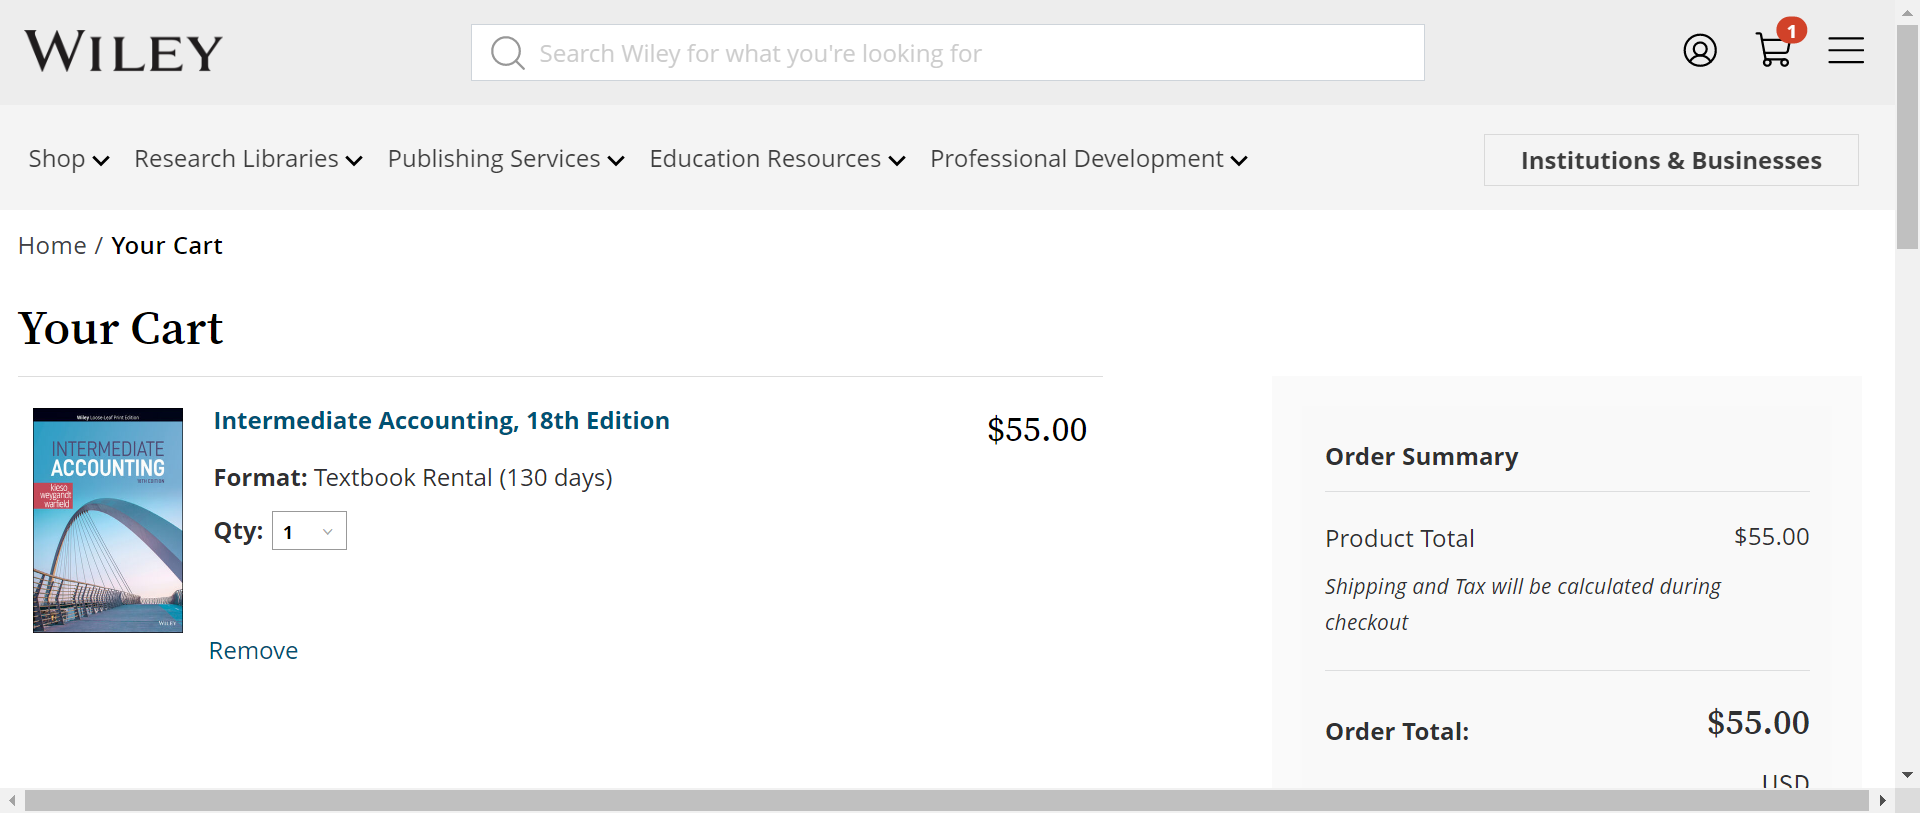 WILEY
Search Wiley for what you're looking for
1
Shop
Research Libraries
Publishing Services
Education Resources
Professional Development
Institutions & Businesses
Home / Your Cart
Your Cart
Wiley Loose-Leaf Print Edition
INTERMEDIATE
ACCOUNTING
18TH EDITION
kieso
weygandt
warfield
WILEY
Intermediate Accounting, 18th Edition
$55.00
Format: Textbook Rental (130 days)
Qty: 1
Remove
Order Summary
Product Total
$55.00
Shipping and Tax will be calculated during
checkout
Order Total:
$55.00
USD